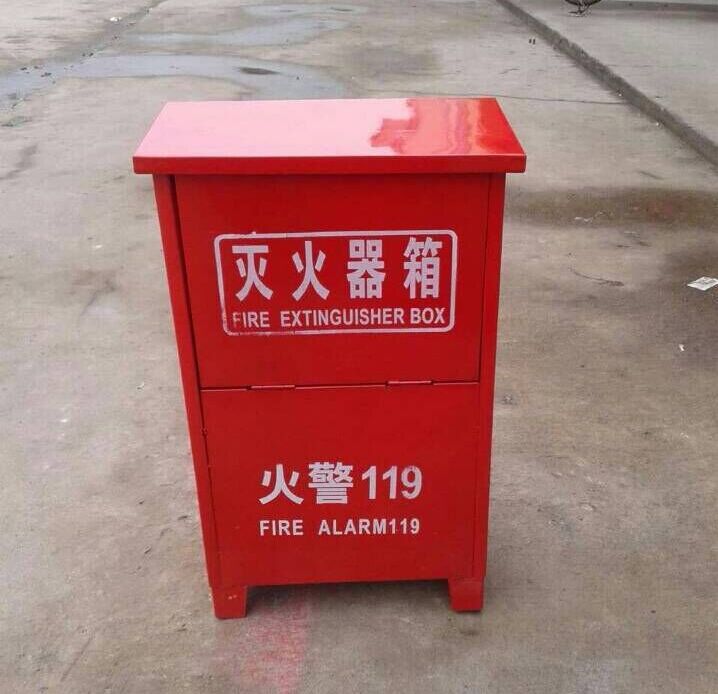 灭火器箱
FIRE EXTINGUISHER BOX
火警119
FIRE ALARM119